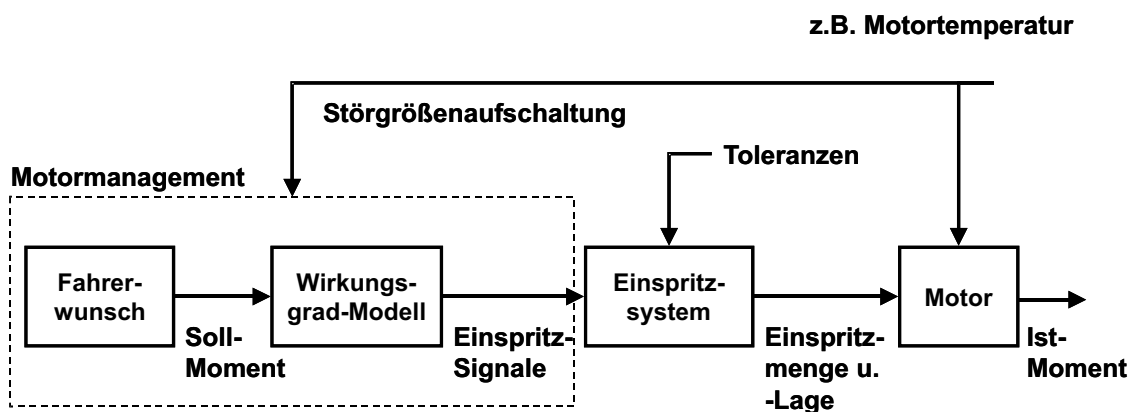 z.B. Motortemperatur
Störgrößenaufschaltung
Toleranzen
Motormanagement
Fahrer-
wunsch
Soll-
Moment
Wirkungs-
grad-Modell
Einspritz-
Signale
Einspritz-
system
Einspritz-
menge u.
-Lage
Motor
Ist-
Moment